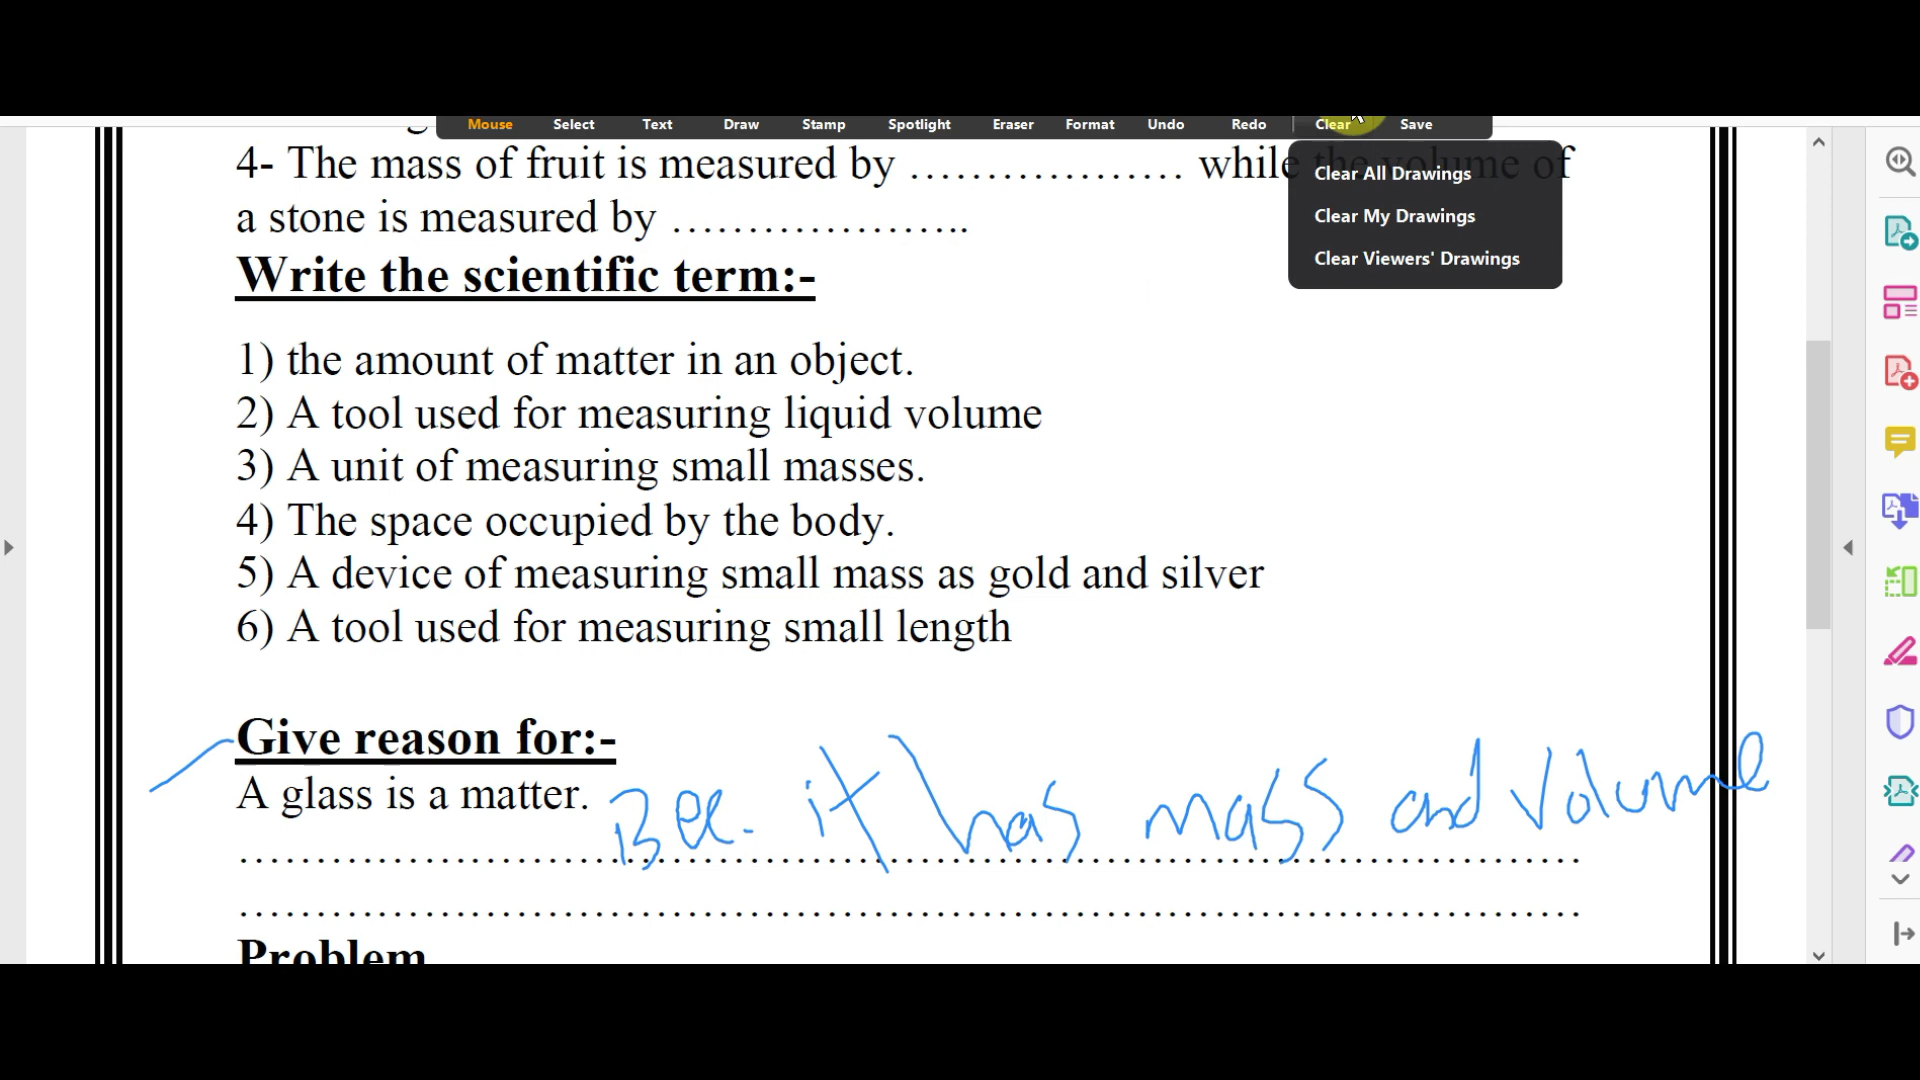 Mouse Select Text Draw Stamp Spotlight Eraser Format Undo Redo Clear Save
Clear All Drawings
Clear My Drawings
Clear Viewers' Drawings
4- The mass of fruit is measured by ……………… while the volume of
a stone is measured by …………………..
Write the scientific term:-
1) the amount of matter in an object.
2) A tool used for measuring liquid volume
3) A unit of measuring small masses.
4) The space occupied by the body.
5) A device of measuring small mass as gold and silver
6) A tool used for measuring small length
Give reason for:-
A glass is a matter. Bec. it has mass and volume
Problem